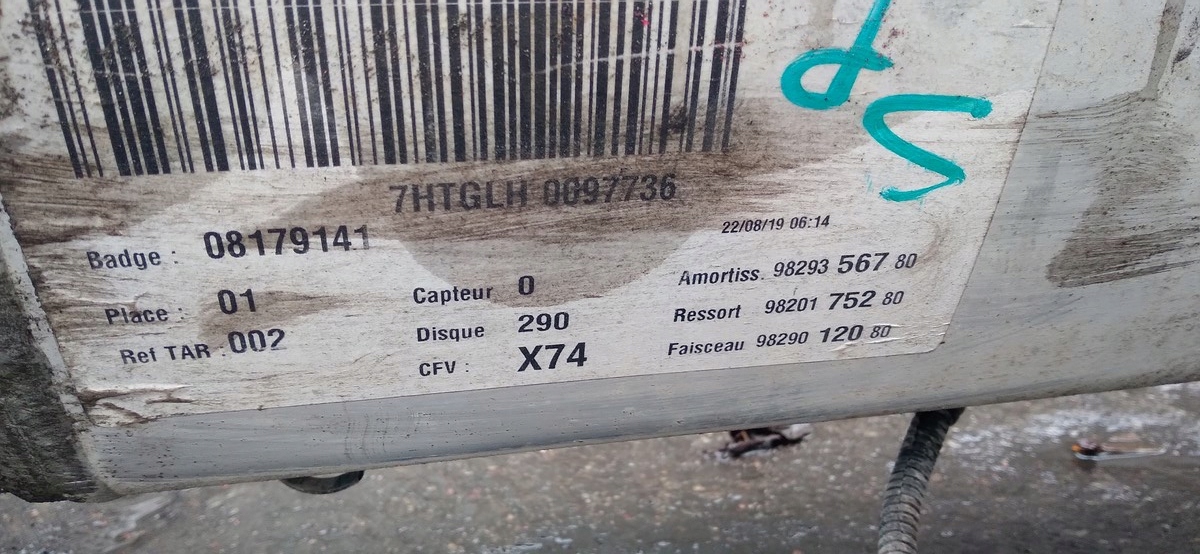 7HTGLH 0097736
22/08/19 06:14
Badge : 08179141
Place : 01
Ref TAR : 002
Capteur 0
Disque 290
CFV : X74
Amortiss. 98293 567 80
Ressort 98201 752 80
Faisceau 98290 120 80